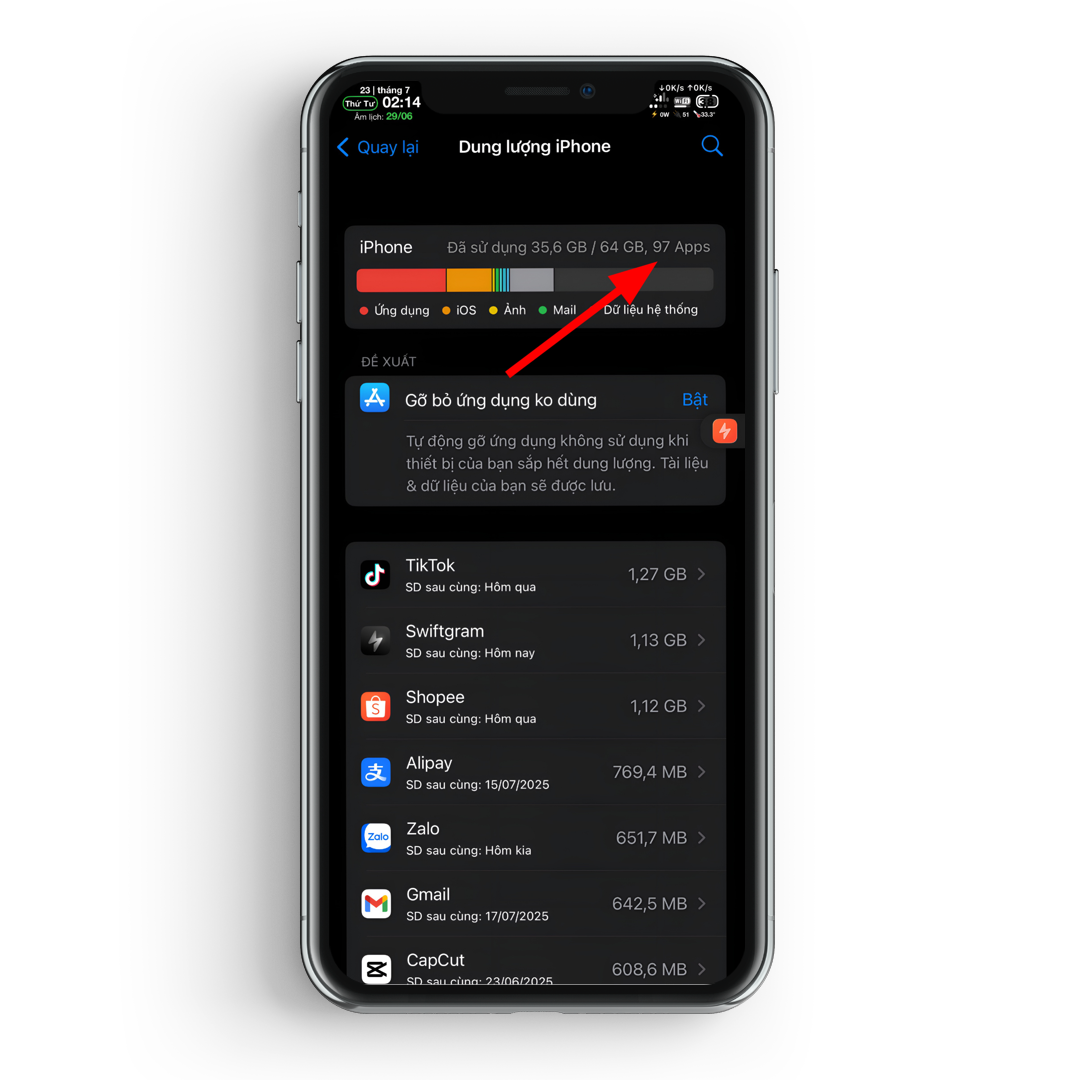 23 | tháng 7
Thứ Tư 02:14
Âm lịch: 29/06
↓0K/s ↑0K/s
WiFi
⚡ 0W 51 33.3°
Quay lại
Dung lượng iPhone
iPhone Đã sử dụng 35,6 GB / 64 GB, 97 Apps
Ứng dụng iOS Ảnh Mail Dữ liệu hệ thống
ĐỀ XUẤT
Gỡ bỏ ứng dụng ko dùng Bật
Tự động gỡ ứng dụng không sử dụng khi
thiết bị của bạn sắp hết dung lượng. Tài liệu
& dữ liệu của bạn sẽ được lưu.
TikTok
SD sau cùng: Hôm qua
1,27 GB
Swiftgram
SD sau cùng: Hôm nay
1,13 GB
Shopee
SD sau cùng: Hôm qua
1,12 GB
Alipay
SD sau cùng: 15/07/2025
769,4 MB
支
Zalo
SD sau cùng: Hôm kia
651,7 MB
Zalo
Gmail
SD sau cùng: 17/07/2025
642,5 MB
CapCut
SD sau cùng: 23/06/2025
608,6 MB